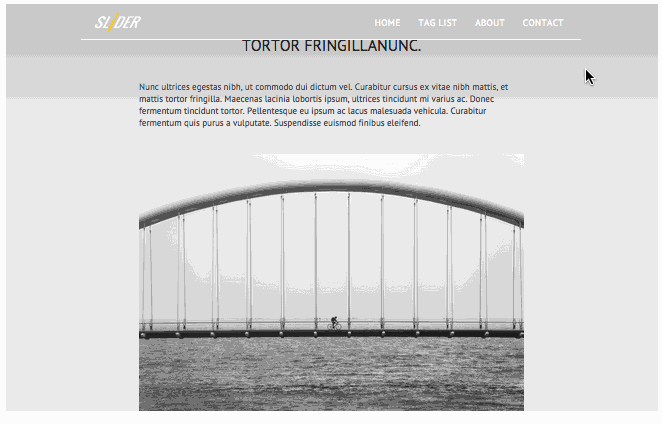 SLIDER
HOME TAG LIST ABOUT CONTACT
TORTOR FRINGILLANUNC.
Nunc ultrices egestas nibh, ut commodo dui dictum vel. Curabitur cursus ex vitae nibh mattis, et
mattis tortor fringilla. Maecenas lacinia lobortis ipsum, ultrices tincidunt mi varius ac. Donec
fermentum tincidunt tortor. Pellentesque eu ipsum ac lacus malesuada vehicula. Curabitur
fermentum quis purus a vulputate. Suspendisse euismod finibus eleifend.